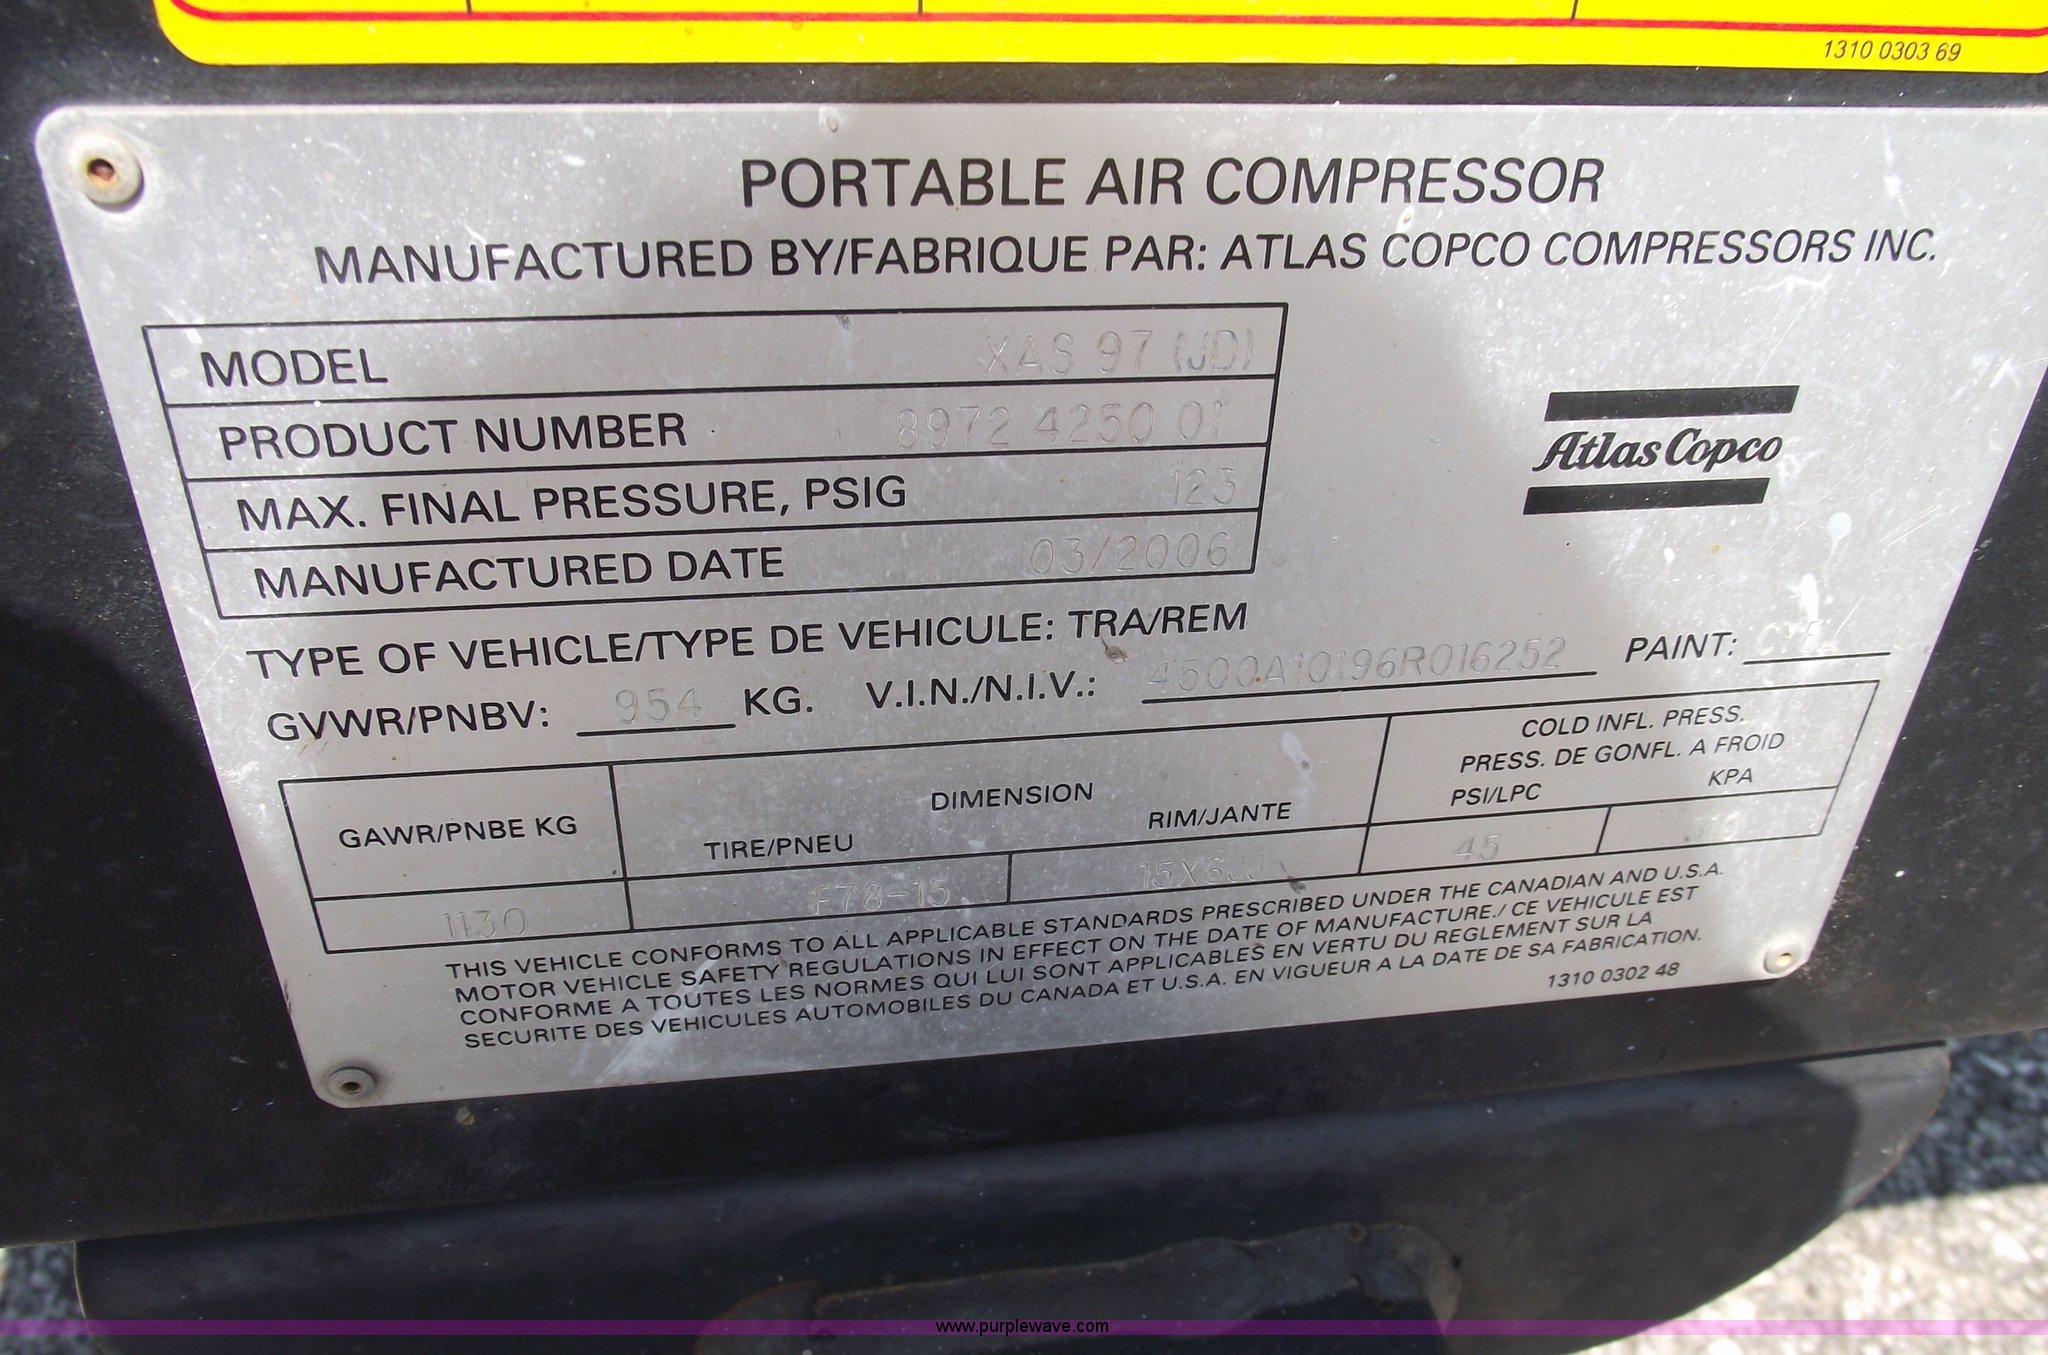 1310 0303 69
PORTABLE AIR COMPRESSOR
MANUFACTURED BY/FABRIQUE PAR: ATLAS COPCO COMPRESSORS INC.
MODEL XAS 97 (JD)
PRODUCT NUMBER 8972 4250 01
MAX. FINAL PRESSURE, PSIG 123
MANUFACTURED DATE 03/2006
Atlas Copco
TYPE OF VEHICLE/TYPE DE VEHICULE: TRA/REM
GVWR/PNBV: 954 KG. V.I.N./N.I.V.: 4500A10196R016252 PAINT:
GAWR/PNBE KG
DIMENSION
TIRE/PNEU RIM/JANTE
COLD INFL. PRESS.
PRESS. DE GONFL. A FROID
PSI/LPC KPA
1130 F78-15 15X6JJ 45
THIS VEHICLE CONFORMS TO ALL APPLICABLE STANDARDS PRESCRIBED UNDER THE CANADIAN AND U.S.A.
MOTOR VEHICLE SAFETY REGULATIONS IN EFFECT ON THE DATE OF MANUFACTURE./ CE VEHICULE EST
CONFORME A TOUTES LES NORMES QUI LUI SONT APPLICABLES EN VERTU DU REGLEMENT SUR LA
SECURITE DES VEHICULES AUTOMOBILES DU CANADA ET U.S.A. EN VIGUEUR A LA DATE DE SA FABRICATION.
1310 0302 48
www.purplewave.com